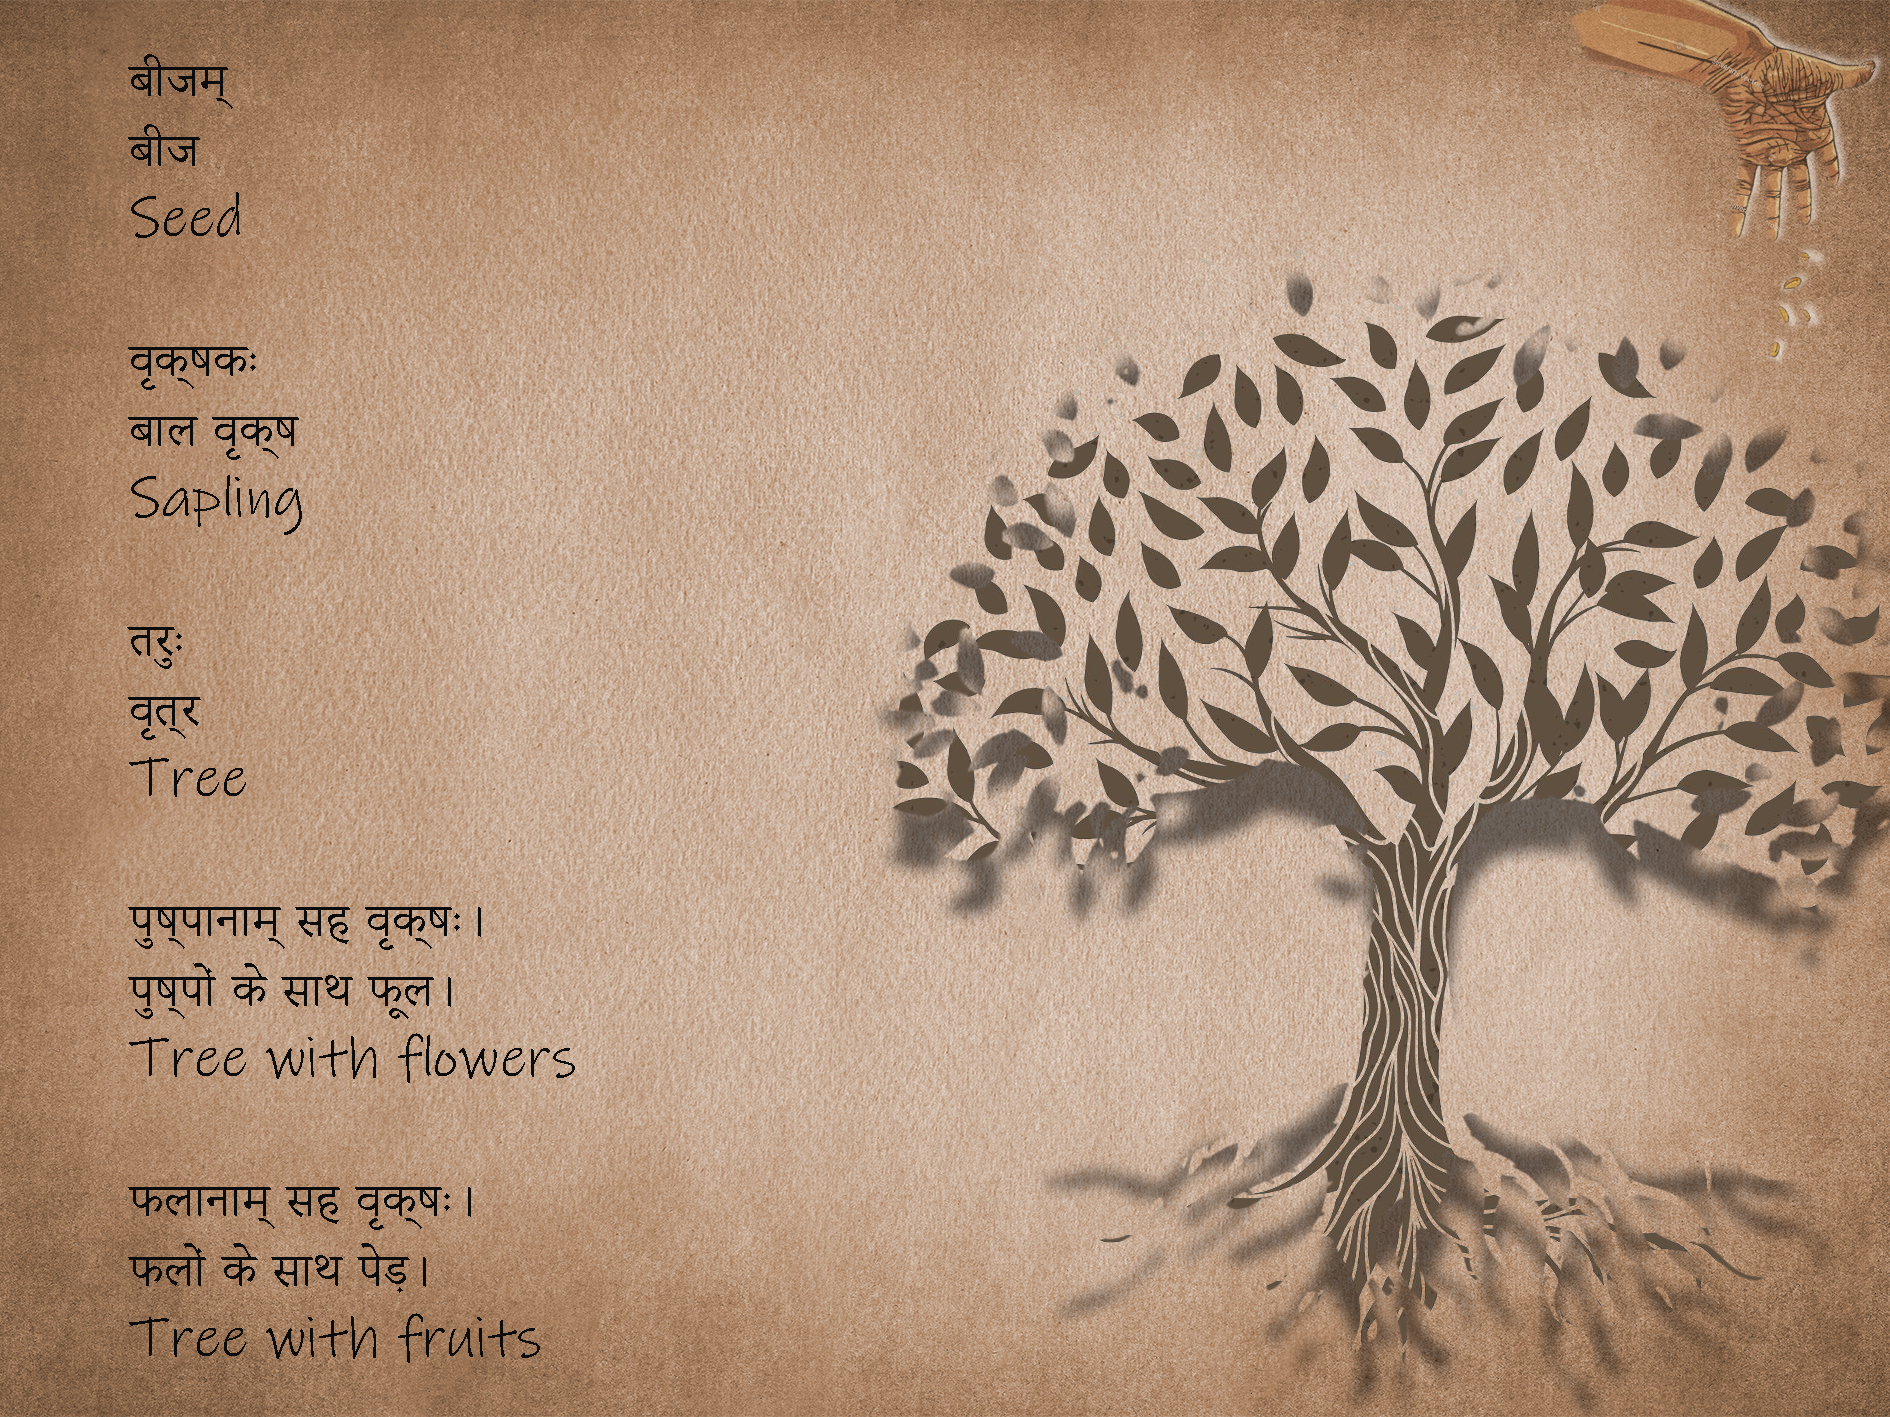 बीजम्
बीज
Seed
वृक्षकः
बाल वृक्ष
Sapling
तरुः
वृत्र
Tree
पुष्पानाम् सह वृक्षः।
पुष्पों के साथ फूल।
Tree with flowers
फलानाम् सह वृक्षः।
फलों के साथ पेड़।
Tree with fruits